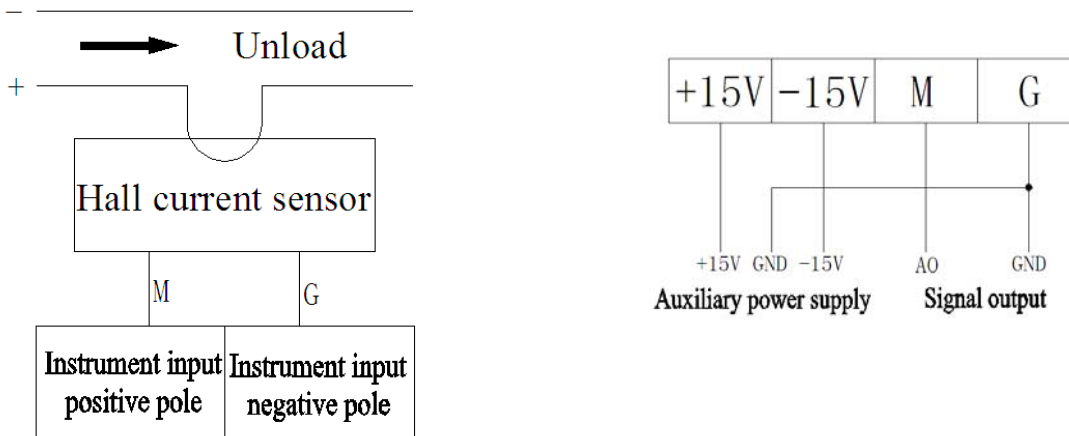 −
Unload
+
Hall current sensor
M
G
Instrument input
positive pole
Instrument input
negative pole
+15V
-15V
M
G
+15V GND -15V
AO
GND
Auxiliary power supply
Signal output